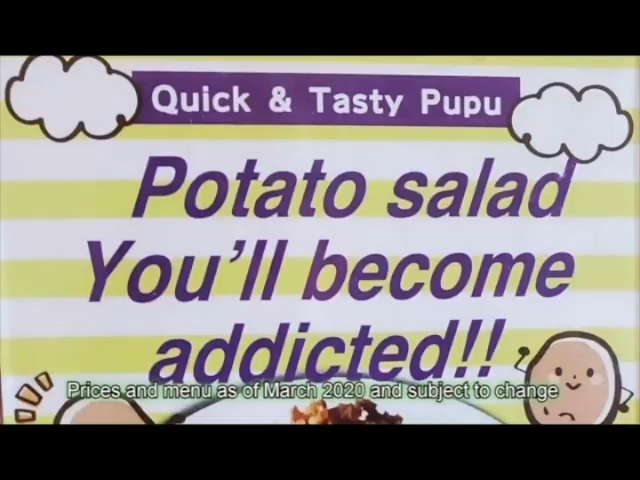 Quick & Tasty Pupu
Potato salad
You'll become
addicted!!
Prices and menu as of March 2020 and subject to change